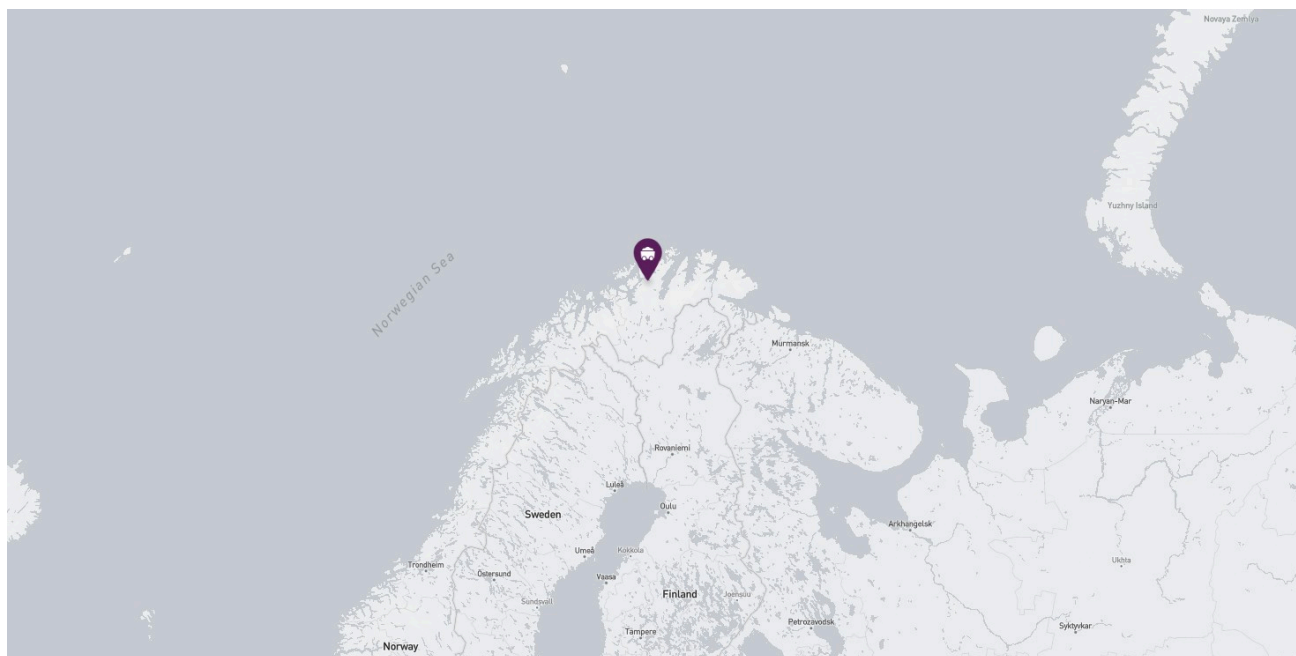 Novaya Zemlya
Yuzhny Island
Norwegian Sea
Murmansk
Naryan-Mar
Rovaniemi
Luleå
Oulu
Sweden
Arkhangelsk
Umeå
Kokkola
Trondheim
Östersund
Vaasa
Ukhta
Sundsvall
Finland
Joensuu
Tampere
Petrozavodsk
Syktyvkar
Norway